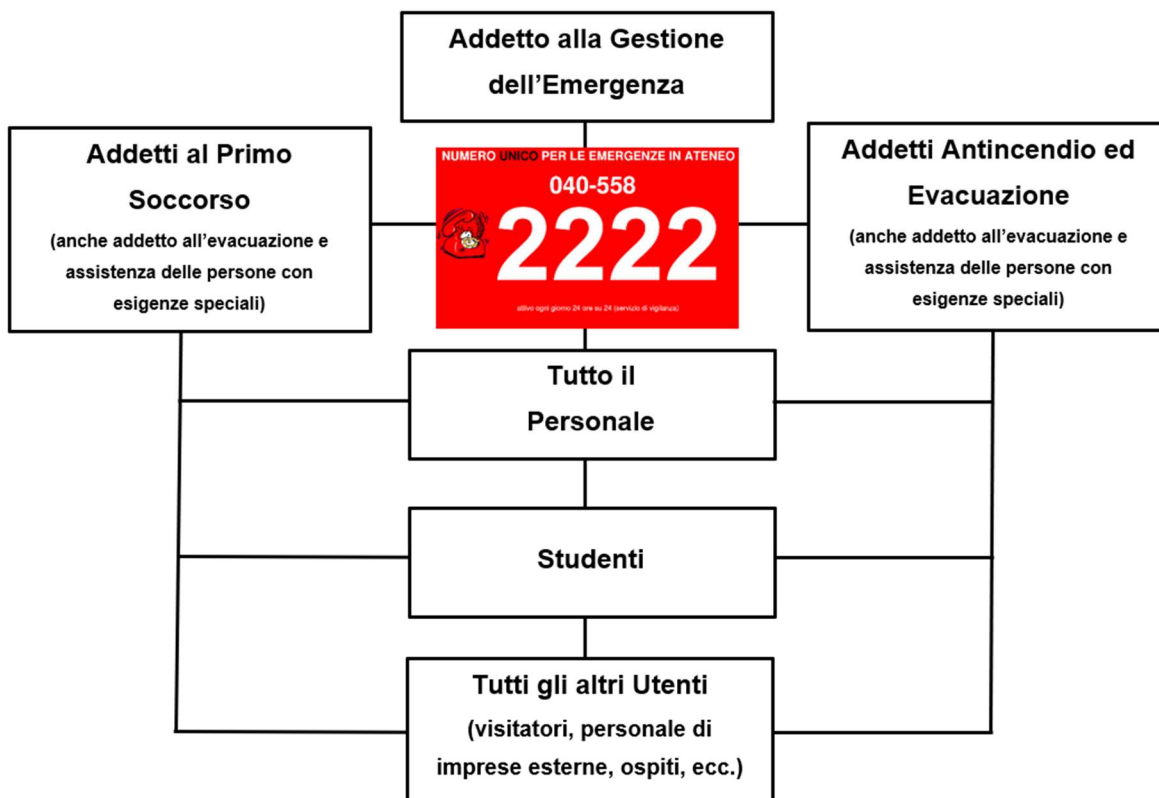 Addetto alla Gestione
dell'Emergenza
Addetti al Primo
Soccorso
(anche addetto all'evacuazione e
assistenza delle persone con
esigenze speciali)
NUMERO UNICO PER LE EMERGENZE IN ATENEO
040-558
2222
attivo ogni giorno 24 ore su 24 (servizio di vigilanza)
Addetti Antincendio ed
Evacuazione
(anche addetto all'evacuazione e
assistenza delle persone con
esigenze speciali)
Tutto il
Personale
Studenti
Tutti gli altri Utenti
(visitatori, personale di
imprese esterne, ospiti, ecc.)